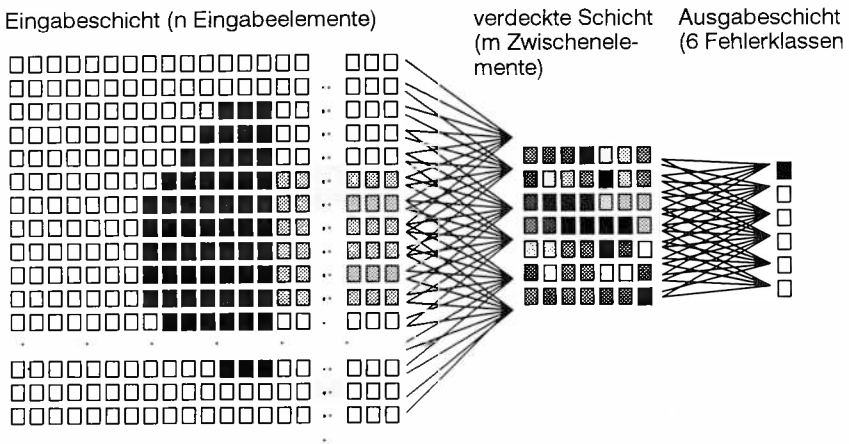 Eingabeschicht (n Eingabeelemente)
verdeckte Schicht
(m Zwischenele-
mente)
Ausgabeschicht
(6 Fehlerklassen